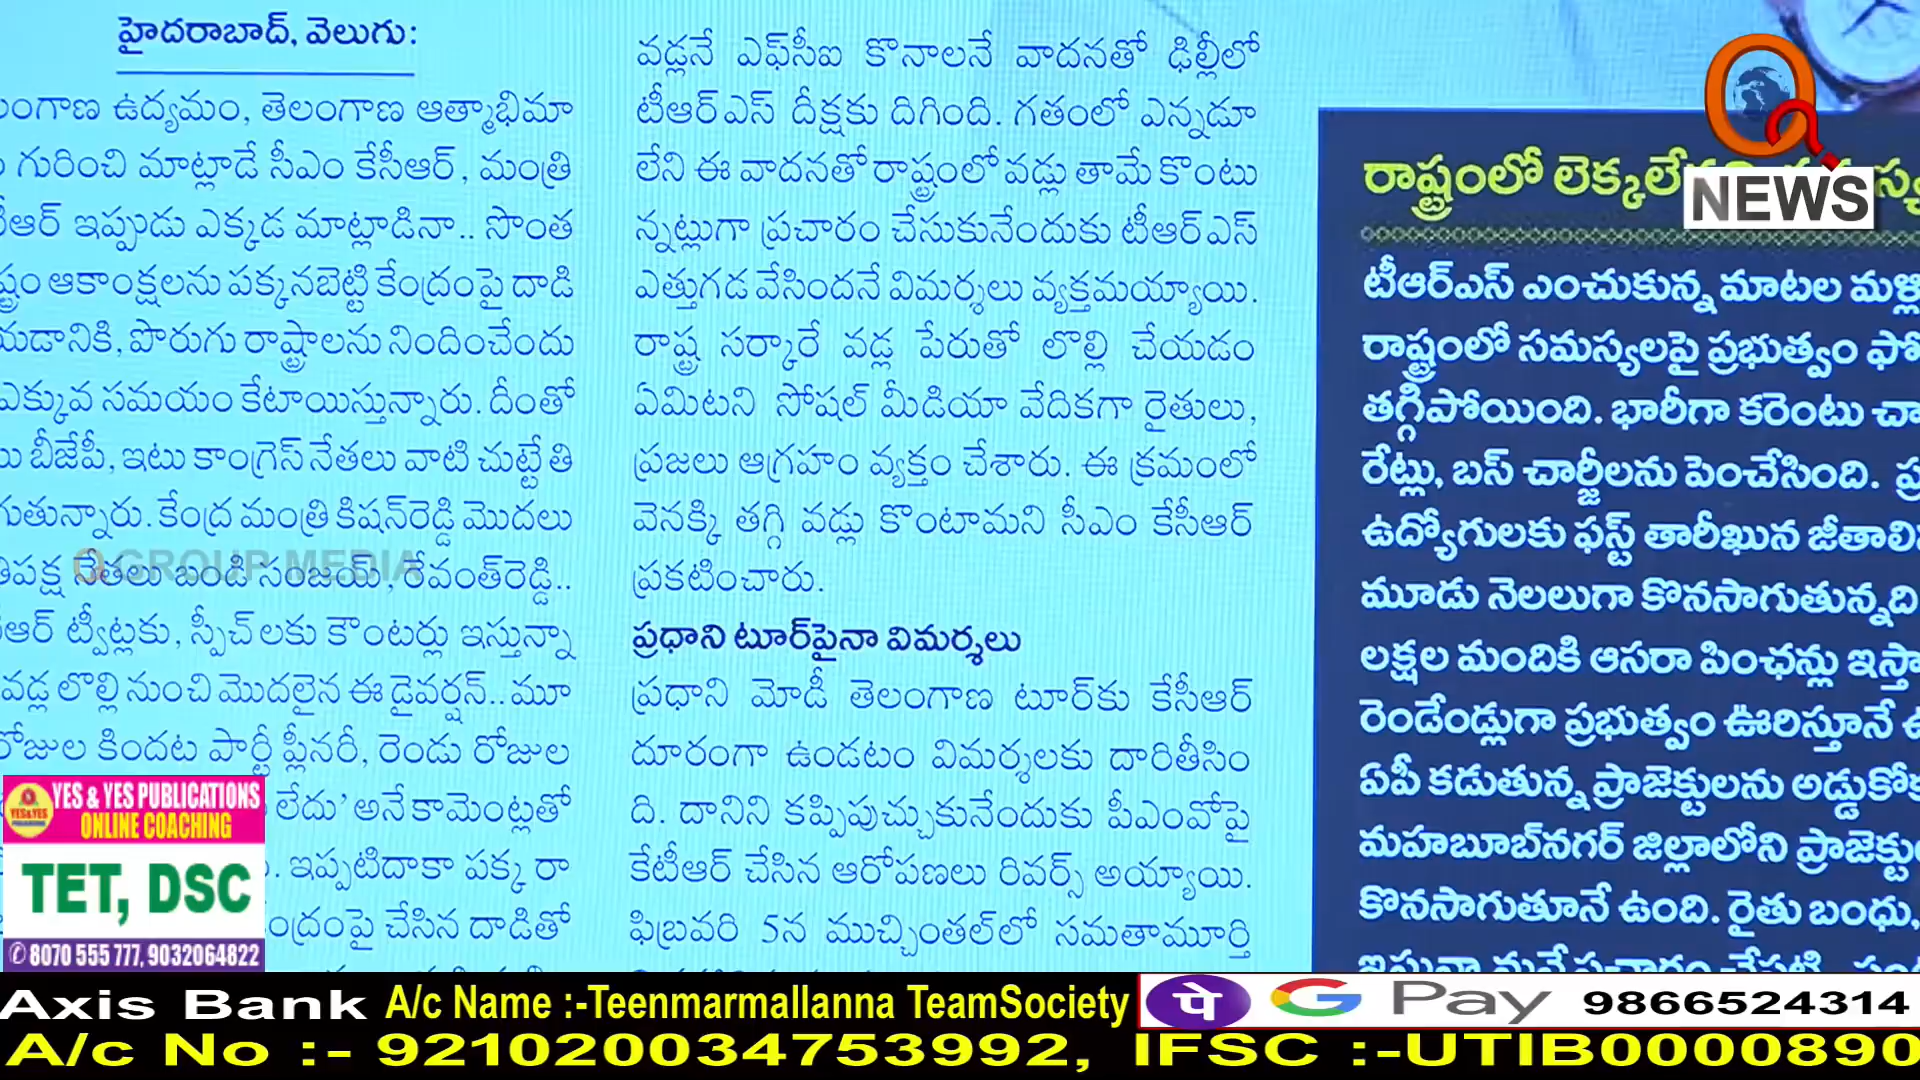 హైదరాబాద్, వెలుగు:
లంగాణ ఉద్యమం, తెలంగాణ ఆత్మాభిమా
గురించి మాట్లాడే సీఎం కేసీఆర్, మంత్రి
టీఆర్ ఇప్పుడు ఎక్కడ మాట్లాడినా.. సొంత
ష్ట్రం ఆకాంక్షలను పక్కనబెట్టి కేంద్రంపై దాడి
యడానికి, పొరుగు రాష్ట్రాలను నిందించేందు
ఎక్కువ సమయం కేటాయిస్తున్నారు. దీంతో
బీజేపీ, ఇటు కాంగ్రెస్ నేతలు వాటి చుట్టే తి
గుతున్నారు. కేంద్ర మంత్రి కిషన్‌రెడ్డి మొదలు
తిపక్ష నేతలు బండి సంజయ్, రేవంత్‌రెడ్డి..
ఆర్ ట్వీట్లకు, స్పీచ్‌లకు కౌంటర్లు ఇస్తున్నా
వడ్ల లొల్లి నుంచి మొదలైన ఈ డైవర్షన్.. మూ
రోజుల కిందట పార్టీ ప్లీనరీ, రెండు రోజుల
లేదు' అనే కామెంట్లతో
. ఇప్పటిదాకా పక్క రా
ంద్రంపై చేసిన దాడితో
వడ్లనే ఎఫ్‌సీఐ కొనాలనే వాదనతో ఢిల్లీలో
టీఆర్ఎస్ దీక్షకు దిగింది. గతంలో ఎన్నడూ
లేని ఈ వాదనతో రాష్ట్రంలో వడ్లు తామే కొంటు
న్నట్లుగా ప్రచారం చేసుకునేందుకు టీఆర్ఎస్
ఎత్తుగడ వేసిందనే విమర్శలు వ్యక్తమయ్యాయి.
రాష్ట్ర సర్కారే వడ్ల పేరుతో లొల్లి చేయడం
ఏమిటని సోషల్ మీడియా వేదికగా రైతులు,
ప్రజలు ఆగ్రహం వ్యక్తం చేశారు. ఈ క్రమంలో
వెనక్కి తగ్గి వడ్లు కొంటామని సీఎం కేసీఆర్
ప్రకటించారు.
ప్రధాని టూర్‌పైనా విమర్శలు
ప్రధాని మోడీ తెలంగాణ టూర్‌కు కేసీఆర్
దూరంగా ఉండటం విమర్శలకు దారితీసిం
ది. దానిని కప్పిపుచ్చుకునేందుకు పీఎంవోపై
కేటీఆర్ చేసిన ఆరోపణలు రివర్స్ అయ్యాయి.
ఫిబ్రవరి 5న ముచ్చింతల్‌లో సమతామూర్తి
రాష్ట్రంలో లెక్కలే
టీఆర్ఎస్ ఎంచుకున్న మాటల మళ్లి
రాష్ట్రంలో సమస్యలపై ప్రభుత్వం ఫో
తగ్గిపోయింది. భారీగా కరెంటు చా
రేట్లు, బస్ చార్జీలను పెంచేసింది. ప్ర
ఉద్యోగులకు ఫస్ట్ తారీఖున జీతాలి
మూడు నెలలుగా కొనసాగుతున్నది
లక్షల మందికి ఆసరా పింఛన్లు ఇస్తా
రెండేండ్లుగా ప్రభుత్వం ఊరిస్తూనే ఉ
ఏపీ కడుతున్న ప్రాజెక్టులను అడ్డుకోక
మహబూబ్‌నగర్ జిల్లాలోని ప్రాజెక్టు
కొనసాగుతూనే ఉంది. రైతు బంధు,
Q NEWS
Q GROUP MEDIA
YES & YES PUBLICATIONS
ONLINE COACHING
TET, DSC
8070 555 777, 9032064822
Axis Bank A/c Name :-Teenmarmallanna TeamSociety
पे G Pay 9866524314
A/c No :- 921020034753992, IFSC :-UTIB0000890